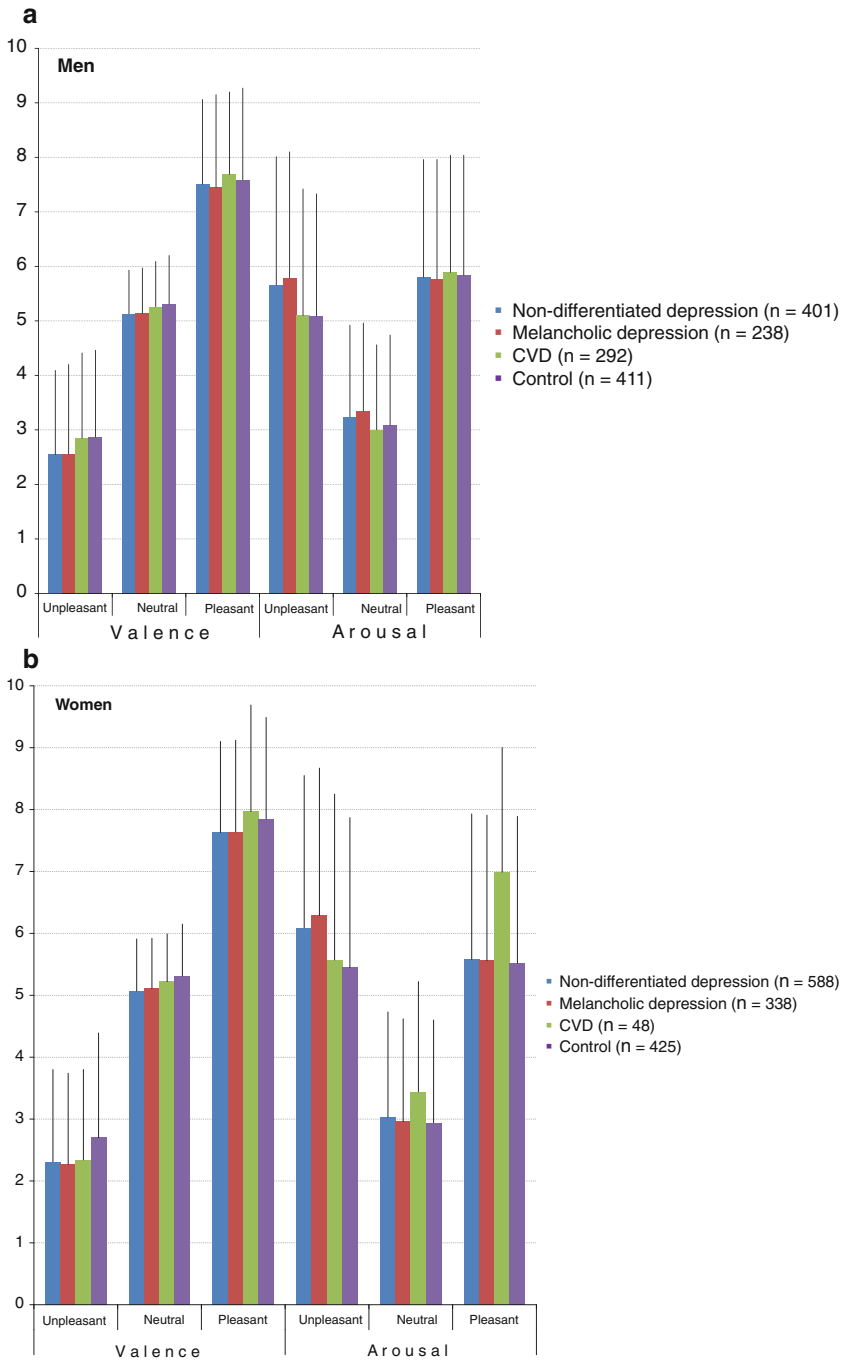 a
Men
10
9
8
7
6
5
4
3
2
1
0
Unpleasant Neutral Pleasant Unpleasant Neutral Pleasant
Valence Arousal
Non-differentiated depression (n = 401)
Melancholic depression (n = 238)
CVD (n = 292)
Control (n = 411)
b
Women
10
9
8
7
6
5
4
3
2
1
0
Unpleasant Neutral Pleasant Unpleasant Neutral Pleasant
Valence Arousal
Non-differentiated depression (n = 588)
Melancholic depression (n = 338)
CVD (n = 48)
Control (n = 425)